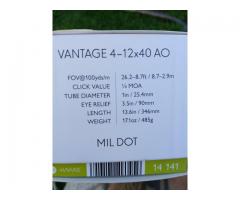 VANTAGE 4-12x40 AO
FOV@100yds/m 26.2-8.7ft / 8.7-2.9m
CLICK VALUE ¼ MOA
TUBE DIAMETER 1in / 25.4mm
EYE RELIEF 3.5in / 90mm
LENGTH 13.6in / 346mm
WEIGHT 17.1oz / 485g
MIL DOT
HAWKE 14 141